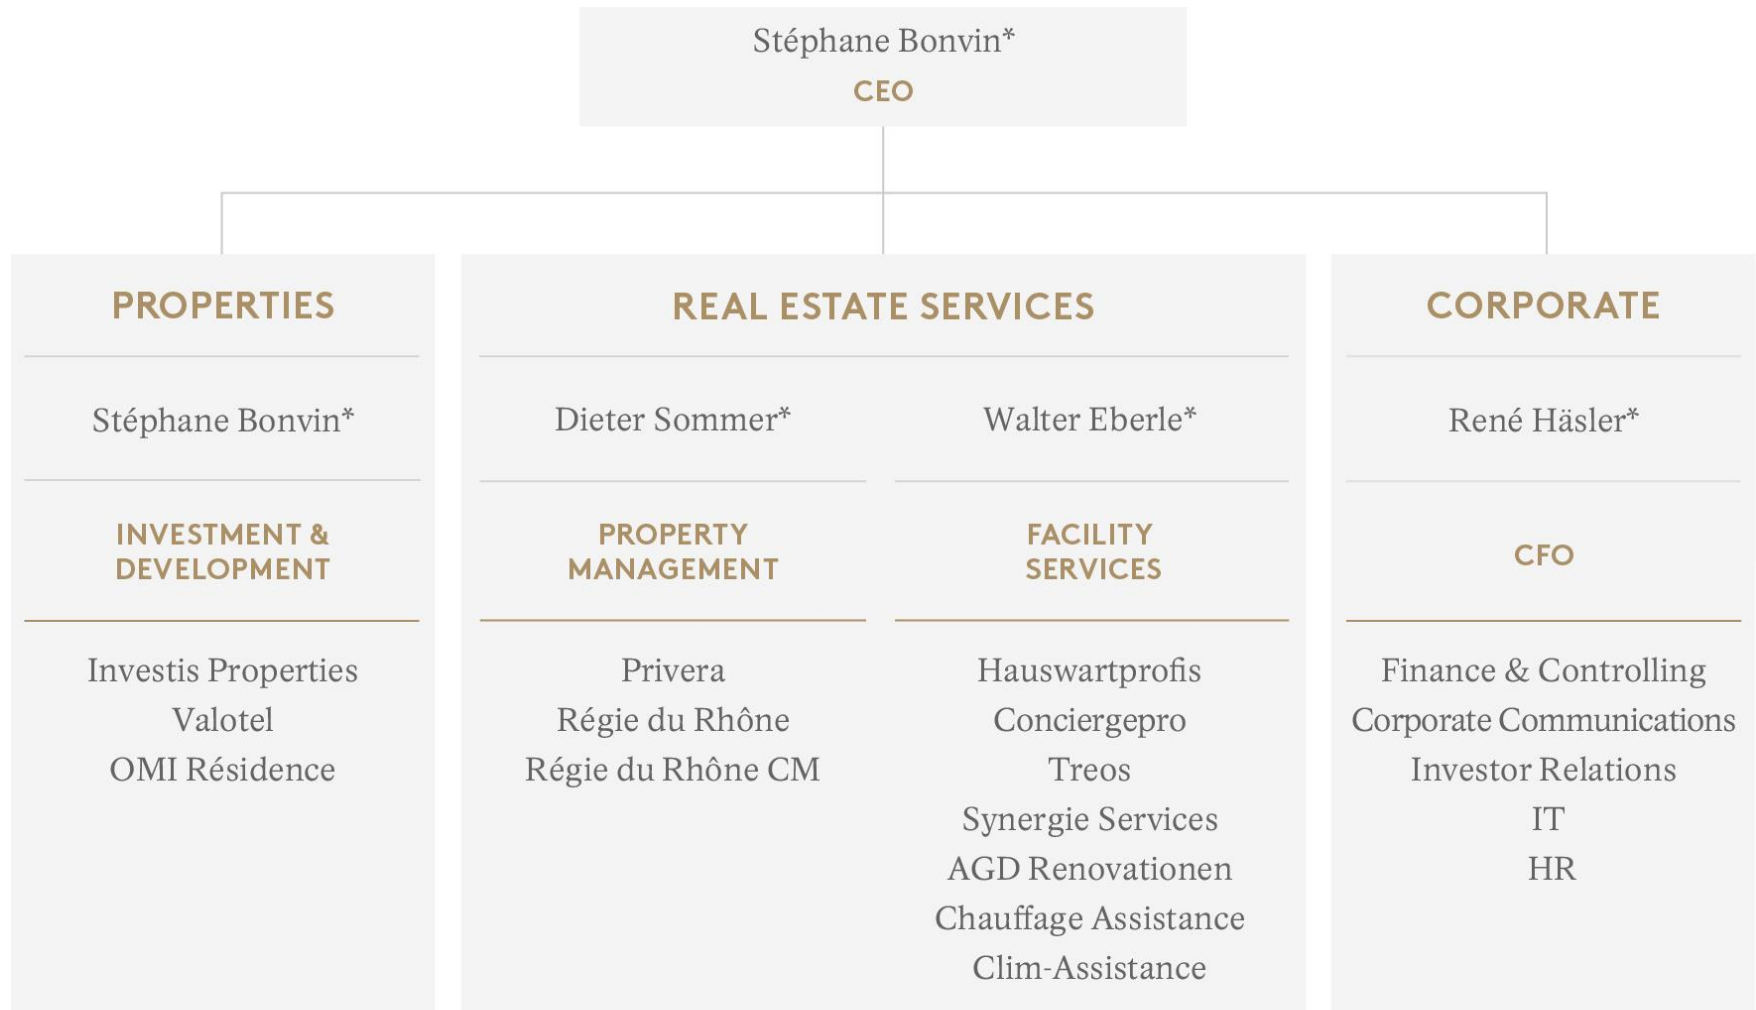 Stéphane Bonvin*
CEO
PROPERTIES
Stéphane Bonvin*
INVESTMENT &
DEVELOPMENT
Investis Properties
Valotel
OMI Résidence
REAL ESTATE SERVICES
Dieter Sommer*
PROPERTY
MANAGEMENT
Privera
Régie du Rhône
Régie du Rhône CM
Walter Eberle*
FACILITY
SERVICES
Hauswartprofis
Conciergepro
Treos
Synergie Services
AGD Renovationen
Chauffage Assistance
Clim-Assistance
CORPORATE
René Häsler*
CFO
Finance & Controlling
Corporate Communications
Investor Relations
IT
HR